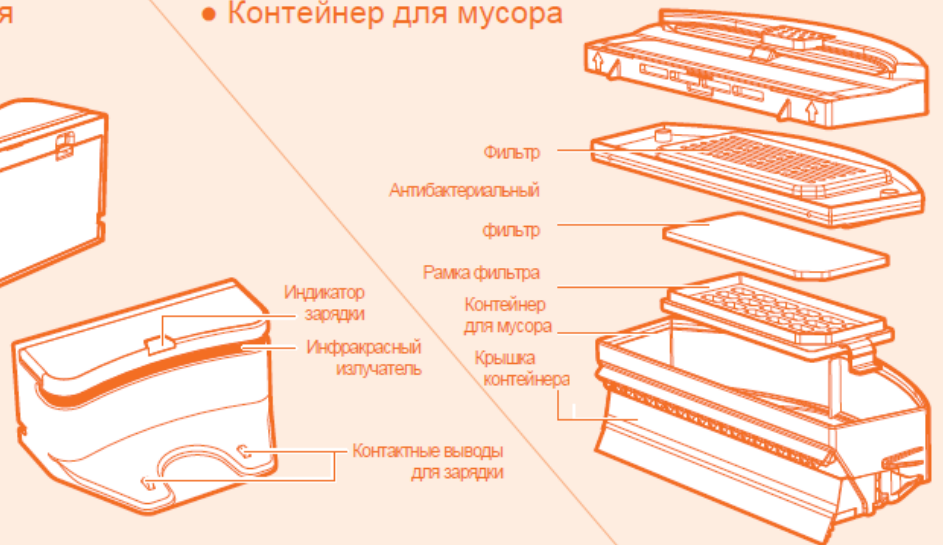 я
● Контейнер для мусора
Индикатор
зарядки
Инфракрасный
излучатель
Контактные выводы
для зарядки
Фильтр
Антибактериальный
фильтр
Рамка фильтра
Контейнер
для мусора
Крышка
контейнера